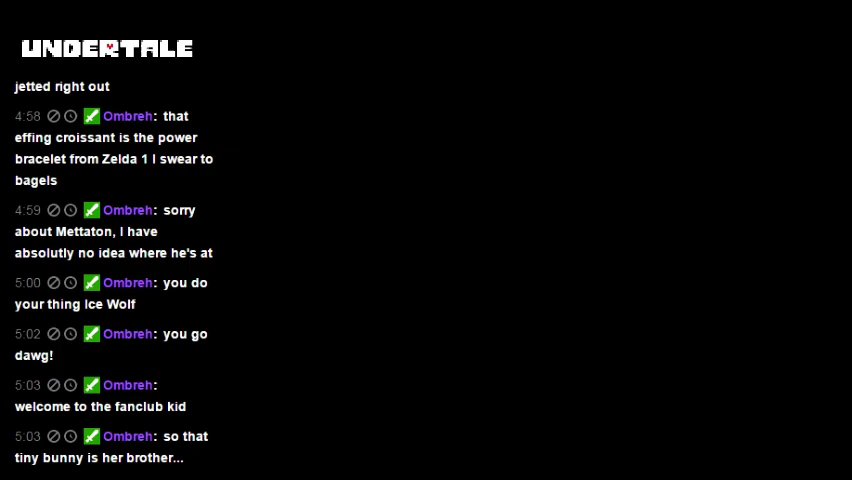 UNDERTALE
jetted right out
4:58 Ombreh: that
effing croissant is the power
bracelet from Zelda 1 I swear to
bagels
4:59 Ombreh: sorry
about Mettaton, I have
absolutly no idea where he's at
5:00 Ombreh: you do
your thing Ice Wolf
5:02 Ombreh: you go
dawg!
5:03 Ombreh:
welcome to the fanclub kid
5:03 Ombreh: so that
tiny bunny is her brother...